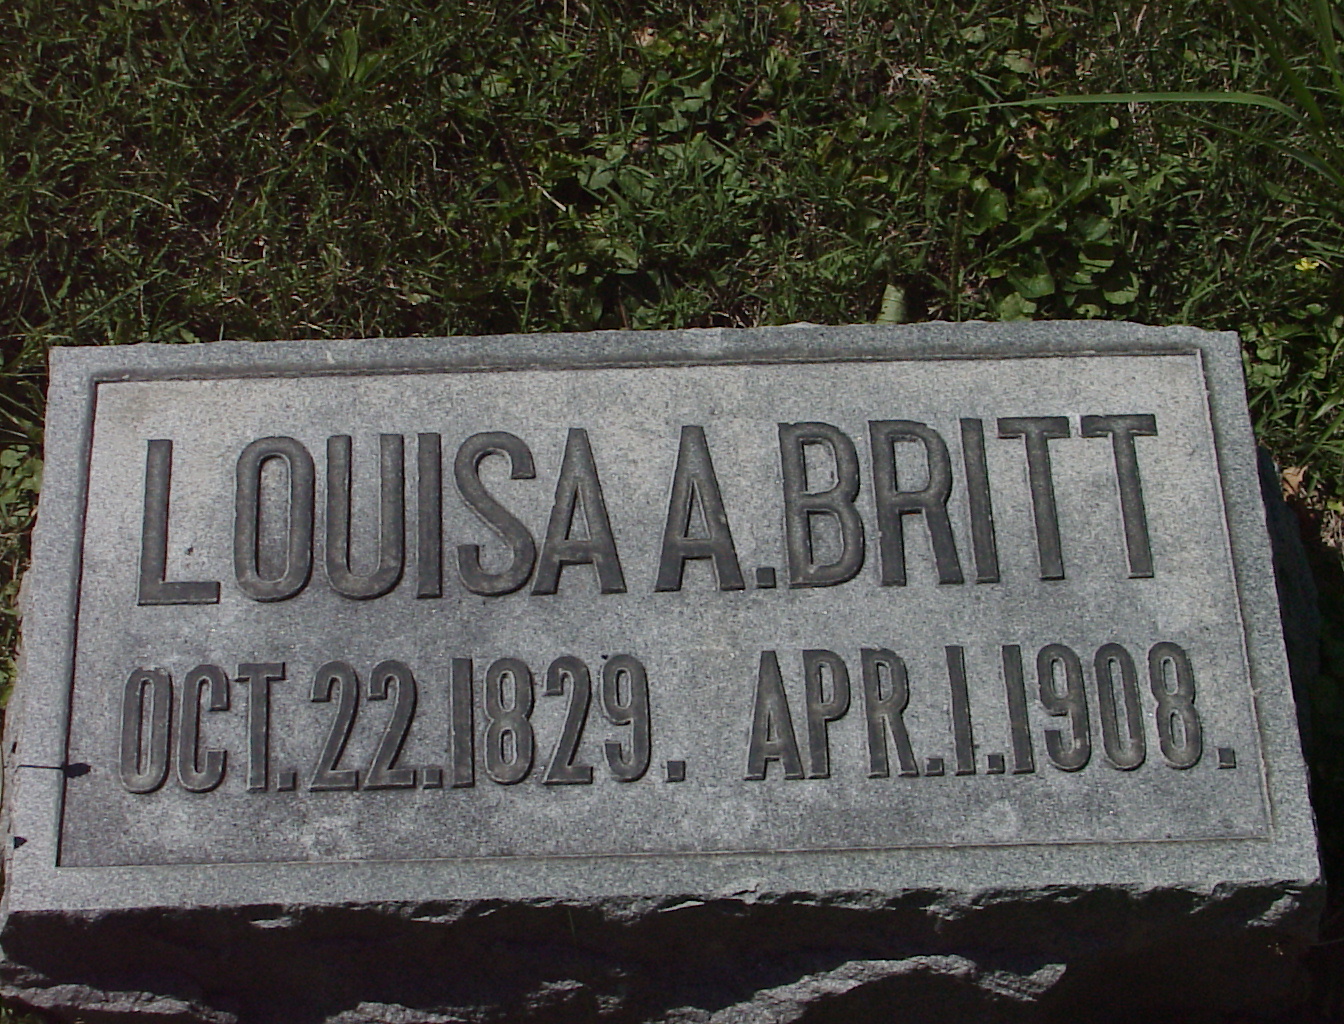 LOUISA A. BRITT
OCT. 22. 1829. APR. 1. 1908.